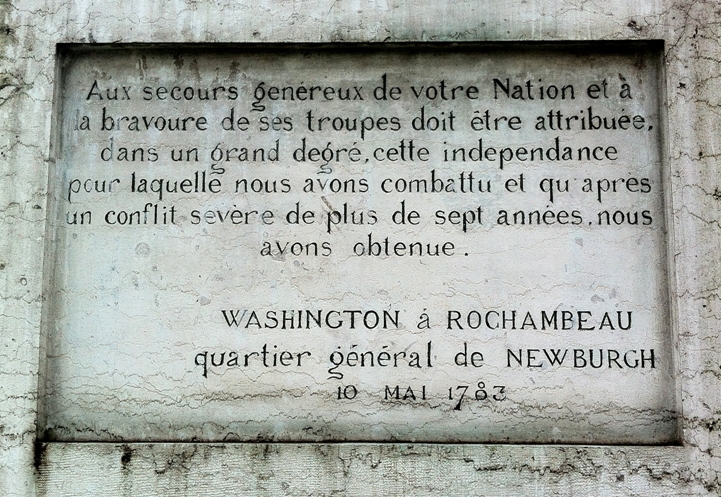 Aux secours généreux de votre Nation et à
la bravoure de ses troupes doit être attribuée,
dans un grand degré, cette independance
pour laquelle nous avons combattu et qu'après
un conflit sevère de plus de sept années, nous
avons obtenue.
WASHINGTON à ROCHAMBEAU
quartier général de NEWBURGH
10 MAI 1783